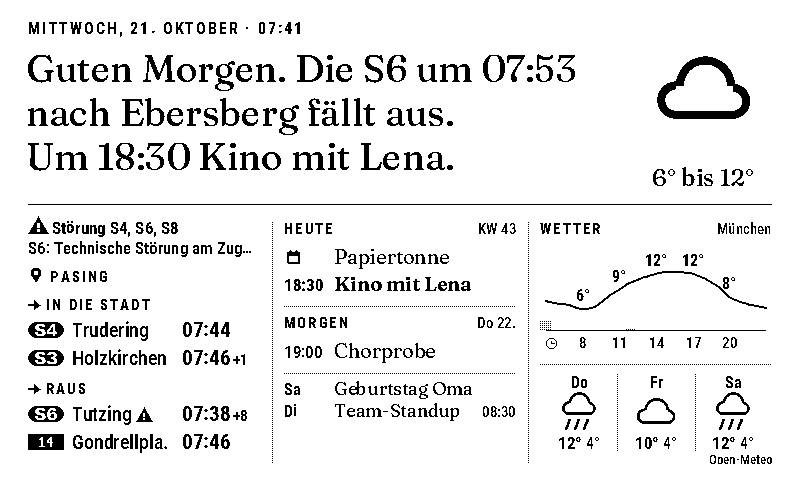 MITTWOCH, 21. OKTOBER · 07:41
Guten Morgen. Die S6 um 07:53
nach Ebersberg fällt aus.
Um 18:30 Kino mit Lena.
6° bis 12°
Störung S4, S6, S8
S6: Technische Störung am Zug…
PASING
→ IN DIE STADT
S4 Trudering 07:44
S3 Holzkirchen 07:46 +1
→ RAUS
S6 Tutzing 07:38 +8
14 Gondrellpla. 07:46
HEUTE KW 43
Papiertonne
18:30 Kino mit Lena
MORGEN Do 22.
19:00 Chorprobe
Sa Geburtstag Oma
Di Team-Standup 08:30
WETTER München
6° 9° 12° 12° 8°
8 11 14 17 20
Do Fr Sa
12° 4° 10° 4° 12° 4°
Open-Meteo